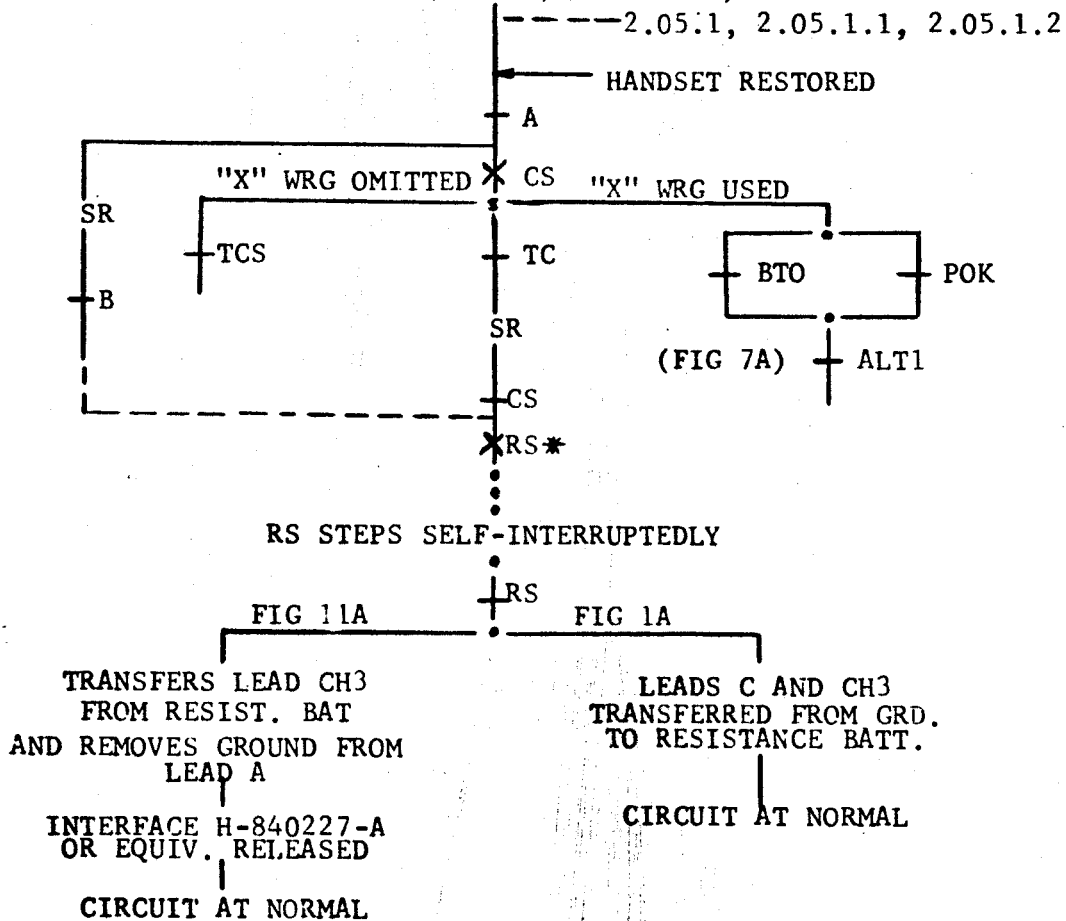 2.05.1, 2.05.1.1, 2.05.1.2
HANDSET RESTORED
A
"X" WRG OMITTED
CS
"X" WRG USED
SR
TCS
TC
BTO
POK
B
SR
(FIG 7A)
ALT1
CS
RS*
RS STEPS SELF-INTERRUPTEDLY
RS
FIG 11A
FIG 1A
TRANSFERS LEAD CH3
FROM RESIST. BAT
AND REMOVES GROUND FROM
LEAD A
LEADS C AND CH3
TRANSFERRED FROM GRD.
TO RESISTANCE BATT.
INTERFACE H-840227-A
OR EQUIV. RELEASED
CIRCUIT AT NORMAL
CIRCUIT AT NORMAL